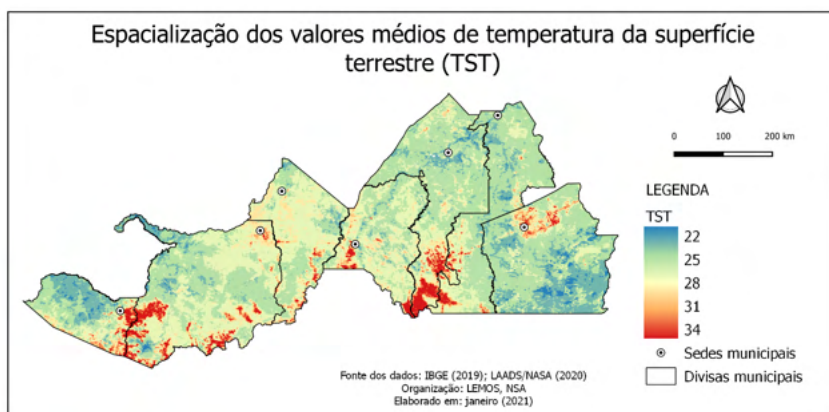 Espacialização dos valores médios de temperatura da superfície
terrestre (TST)
0 100 200 km
LEGENDA
TST
22
25
28
31
34
Sedes municipais
Divisas municipais
Fonte dos dados: IBGE (2019); LAADS/NASA (2020)
Organização: LEMOS, NSA
Elaborado em: janeiro (2021)